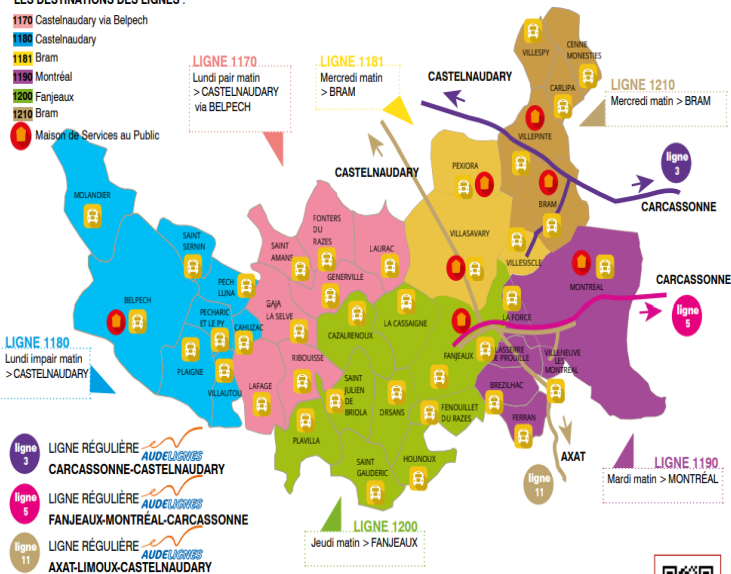 LES DESTINATIONS DES LIGNES :
1170 Castelnaudary via Belpech
1180 Castelnaudary
1181 Bram
1190 Montréal
1200 Fanjeaux
1210 Bram
Maison de Services au Public
LIGNE 1170
Lundi pair matin
> CASTELNAUDARY
via BELPECH
LIGNE 1181
Mercredi matin
> BRAM
CASTELNAUDARY
LIGNE 1210
Mercredi matin > BRAM
VILLESPY
CENNE
MONESTIES
CARLIPA
VILLEPINTE
PEXIORA
BRAM
ligne
3
CARCASSONNE
CASTELNAUDARY
MOLANDIER
SAINT
SERNIN
FONTERS
DU
RAZES
SAINT
AMANS
LAURAC
VILLASAVARY
VILLESISCLE
MONTREAL
CARCASSONNE
ligne
5
PECH
LUNA
GENERVILLE
BELPECH
GAJA
LA SELVE
PECHARIC
ET LE PY
CAHUZAC
CAZALRENOUX
LA CASSAIGNE
LA FORCE
FANJEAUX
LASSERRE
DE PROUILLE
VILLENEUVE
LES
MONTREAL
LIGNE 1180
Lundi impair matin
> CASTELNAUDARY
PLAIGNE
VILLAUTOU
LAFAGE
RIBOUISSE
SAINT
JULIEN
DE
BRIOLA
ORSANS
FENOUILLET
DU RAZES
BREZILHAC
FERRAN
PLAVILLA
SAINT
GAUDERIC
HOUNOUX
AXAT
ligne
11
LIGNE 1190
Mardi matin > MONTRÉAL
LIGNE 1200
Jeudi matin > FANJEAUX
ligne
3
LIGNE RÉGULIÈRE AUDELIGNES
CARCASSONNE-CASTELNAUDARY
ligne
5
LIGNE RÉGULIÈRE AUDELIGNES
FANJEAUX-MONTRÉAL-CARCASSONNE
ligne
11
LIGNE RÉGULIÈRE AUDELIGNES
AXAT-LIMOUX-CASTELNAUDARY